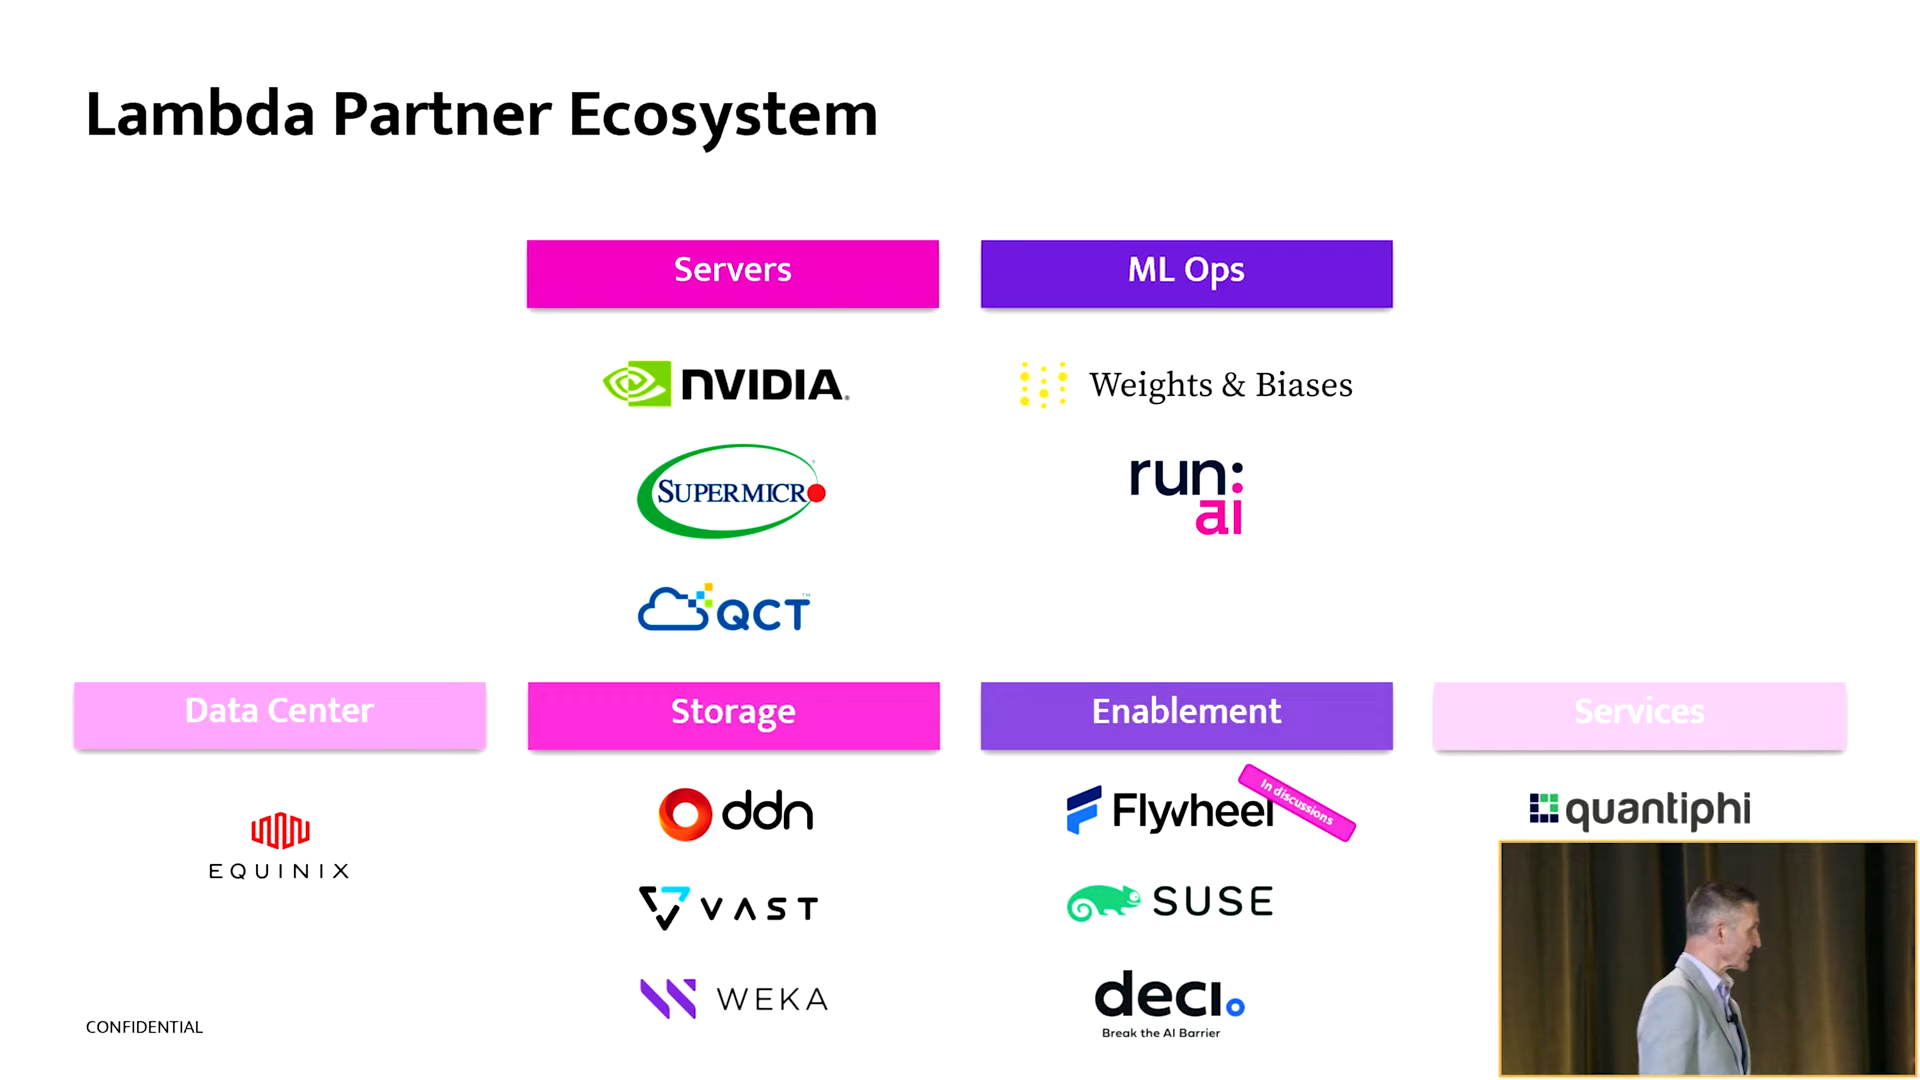 Lambda Partner Ecosystem
Servers
NVIDIA
SUPERMICR
QCT
ML Ops
Weights & Biases
run:
ai
Data Center
EQUINIX
Storage
ddn
VAST
WEKA
Enablement
Flywheel
In discussions
SUSE
deci.
Break the AI Barrier
Services
quantiphi
CONFIDENTIAL